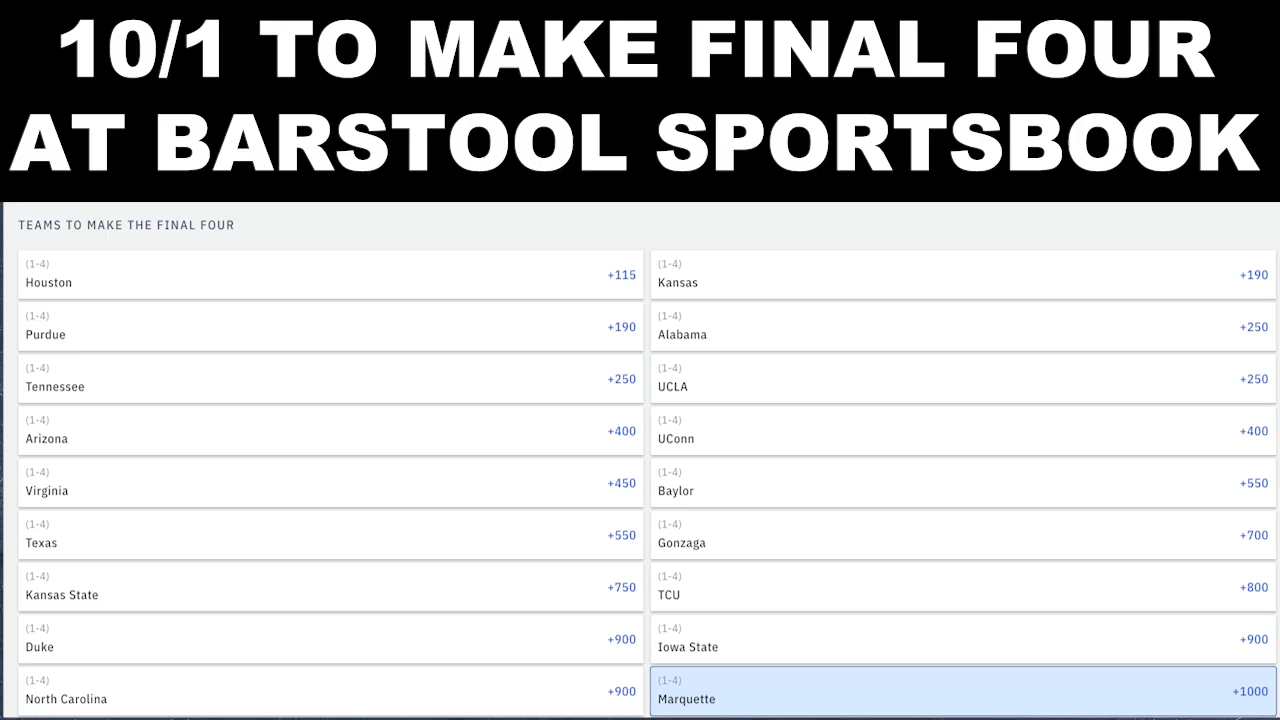 10/1 TO MAKE FINAL FOUR
AT BARSTOOL SPORTSBOOK
TEAMS TO MAKE THE FINAL FOUR
(1-4)
Houston
+115
(1-4)
Kansas
+190
(1-4)
Purdue
+190
(1-4)
Alabama
+250
(1-4)
Tennessee
+250
(1-4)
UCLA
+250
(1-4)
Arizona
+400
(1-4)
UConn
+400
(1-4)
Virginia
+450
(1-4)
Baylor
+550
(1-4)
Texas
+550
(1-4)
Gonzaga
+700
(1-4)
Kansas State
+750
(1-4)
TCU
+800
(1-4)
Duke
+900
(1-4)
Iowa State
+900
(1-4)
North Carolina
+900
(1-4)
Marquette
+1000